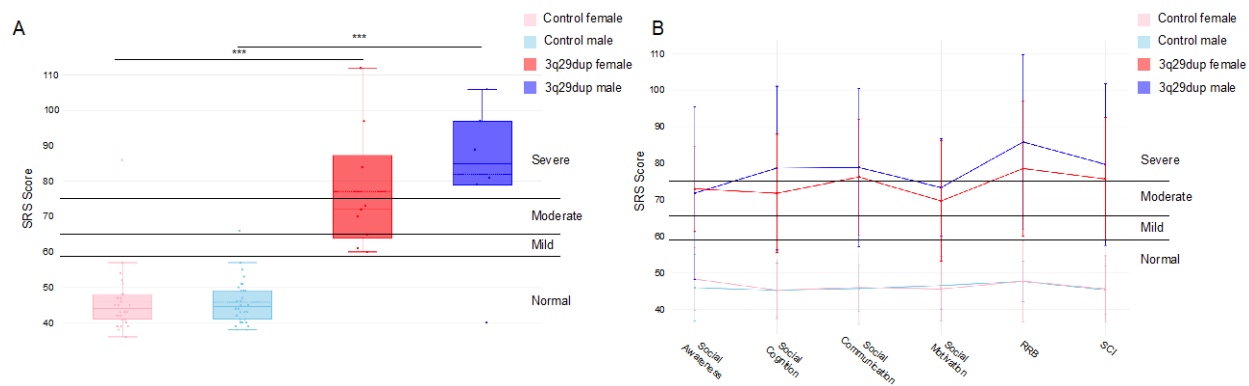 A
Control female
Control male
3q29dup female
3q29dup male
***
***
SRS Score
110
100
90
80
70
60
50
40
Severe
Moderate
Mild
Normal
B
Control female
Control male
3q29dup female
3q29dup male
SRS Score
110
100
90
80
70
60
50
40
Severe
Moderate
Mild
Normal
Social
Awareness
Social
Cognition
Social
Communication
Social
Motivation
RRB
SCI